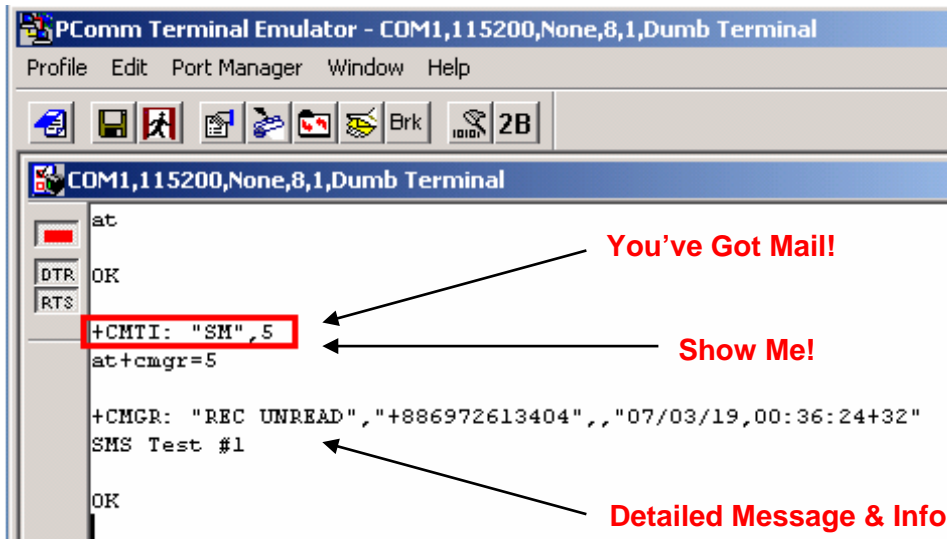 PComm Terminal Emulator - COM1,115200,None,8,1,Dumb Terminal
Profile Edit Port Manager Window Help
Brk 2B
COM1,115200,None,8,1,Dumb Terminal
at
You’ve Got Mail!
DTR OK
RTS
+CMTI: "SM",5
Show Me!
at+cmgr=5
+CMGR: "REC UNREAD","+886972613404",,"07/03/19,00:36:24+32"
SMS Test #1
OK
Detailed Message & Info